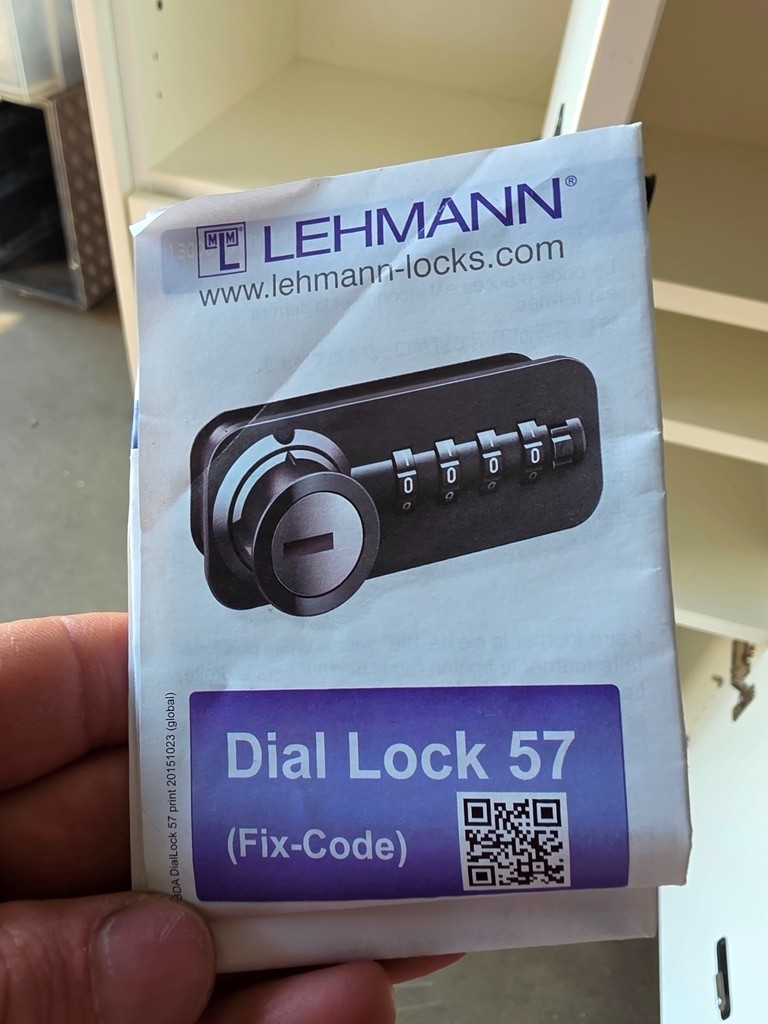 LEHMANN®
www.lehmann-locks.com
0 0 0 0
Dial Lock 57
(Fix-Code)
BDA DialLock 57 print 20151023 (global)